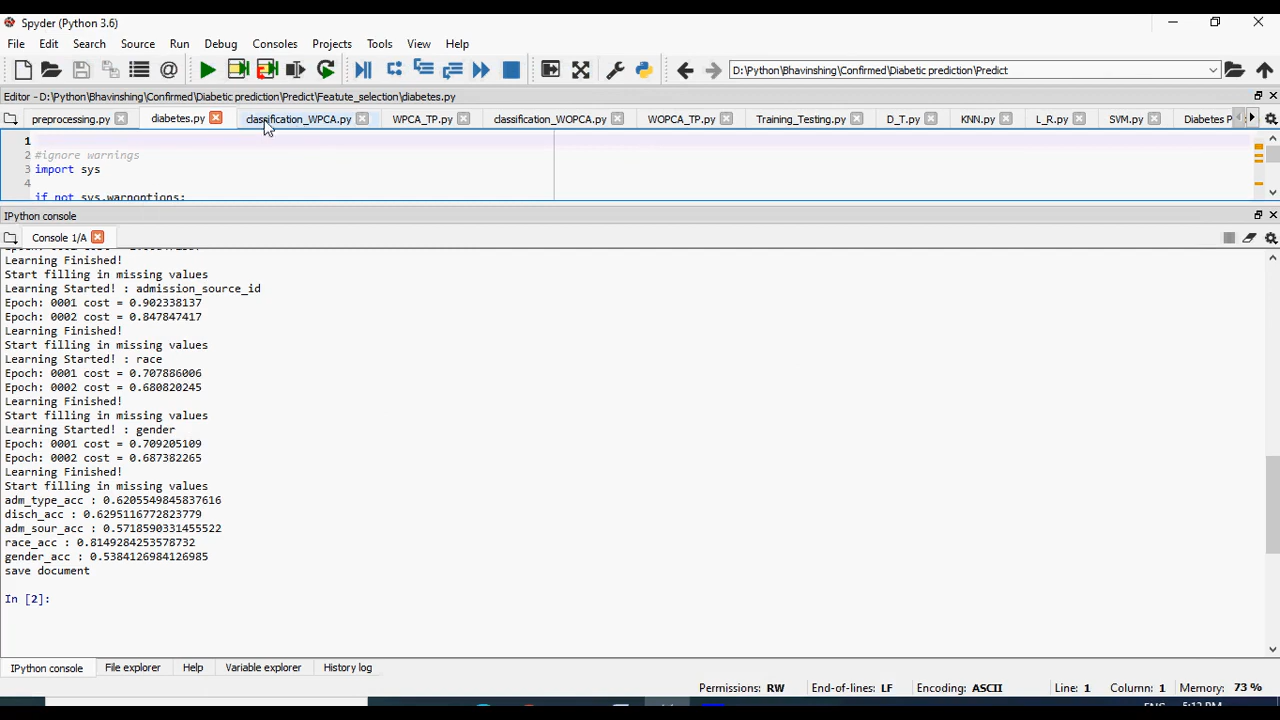 Spyder (Python 3.6)
File Edit Search Source Run Debug Consoles Projects Tools View Help
D:\Python\Bhavinshing\Confirmed\Diabetic prediction\Predict
Editor - D:\Python\Bhavinshing\Confirmed\Diabetic prediction\Predict\Featute_selection\diabetes.py
preprocessing.py diabetes.py classification_WPCA.py WPCA_TP.py classification_WOPCA.py WOPCA_TP.py Training_Testing.py D_T.py KNN.py L_R.py SVM.py Diabetes
1
2 #ignore warnings
3 import sys
4
if not sys.warnoptions:
IPython console
Console 1/A
Learning Finished!
Start filling in missing values
Learning Started! : admission_source_id
Epoch: 0001 cost = 0.902338137
Epoch: 0002 cost = 0.847847417
Learning Finished!
Start filling in missing values
Learning Started! : race
Epoch: 0001 cost = 0.707886006
Epoch: 0002 cost = 0.680820245
Learning Finished!
Start filling in missing values
Learning Started! : gender
Epoch: 0001 cost = 0.709205109
Epoch: 0002 cost = 0.687382265
Learning Finished!
Start filling in missing values
adm_type_acc : 0.6205549845837616
disch_acc : 0.6295116772823779
adm_sour_acc : 0.5718590331455522
race_acc : 0.8149284253578732
gender_acc : 0.5384126984126985
save document
In [2]:
IPython console File explorer Help Variable explorer History log
Permissions: RW End-of-lines: LF Encoding: ASCII Line: 1 Column: 1 Memory: 73 %